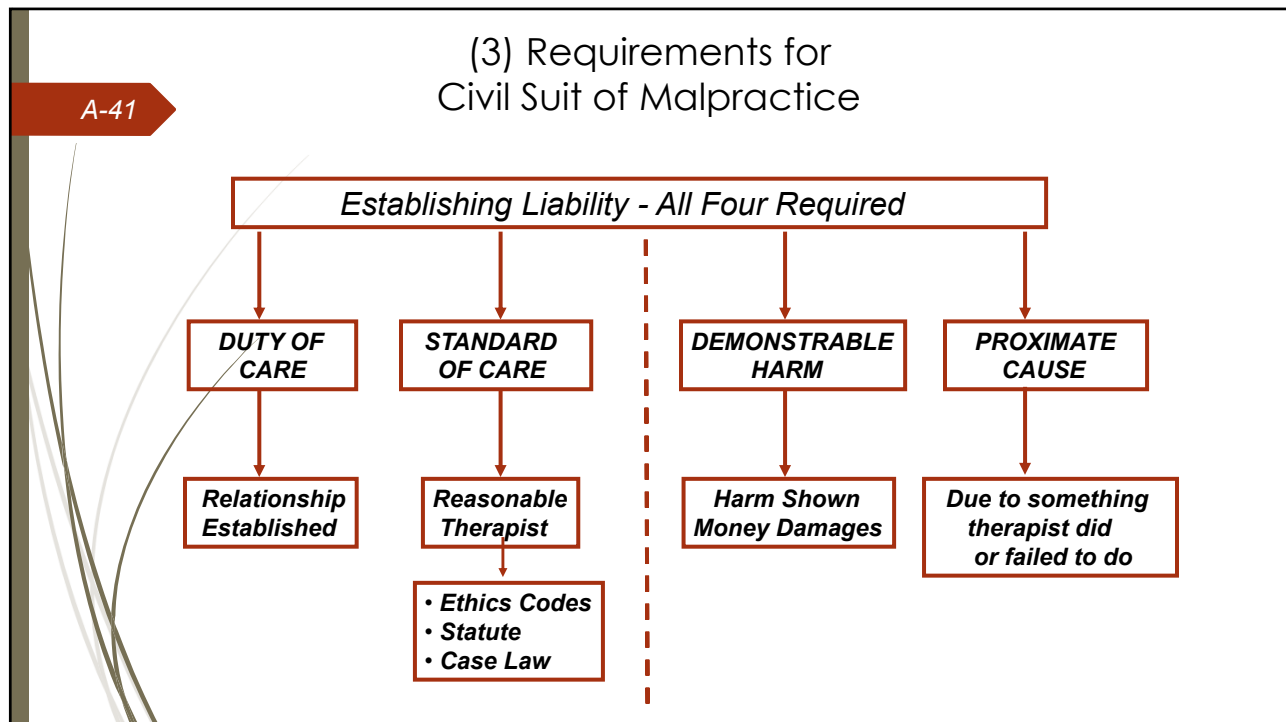 (3) Requirements for
Civil Suit of Malpractice
A-41
Establishing Liability - All Four Required
DUTY OF
CARE
STANDARD
OF CARE
DEMONSTRABLE
HARM
PROXIMATE
CAUSE
Relationship
Established
Reasonable
Therapist
Harm Shown
Money Damages
Due to something
therapist did
or failed to do
• Ethics Codes
• Statute
• Case Law